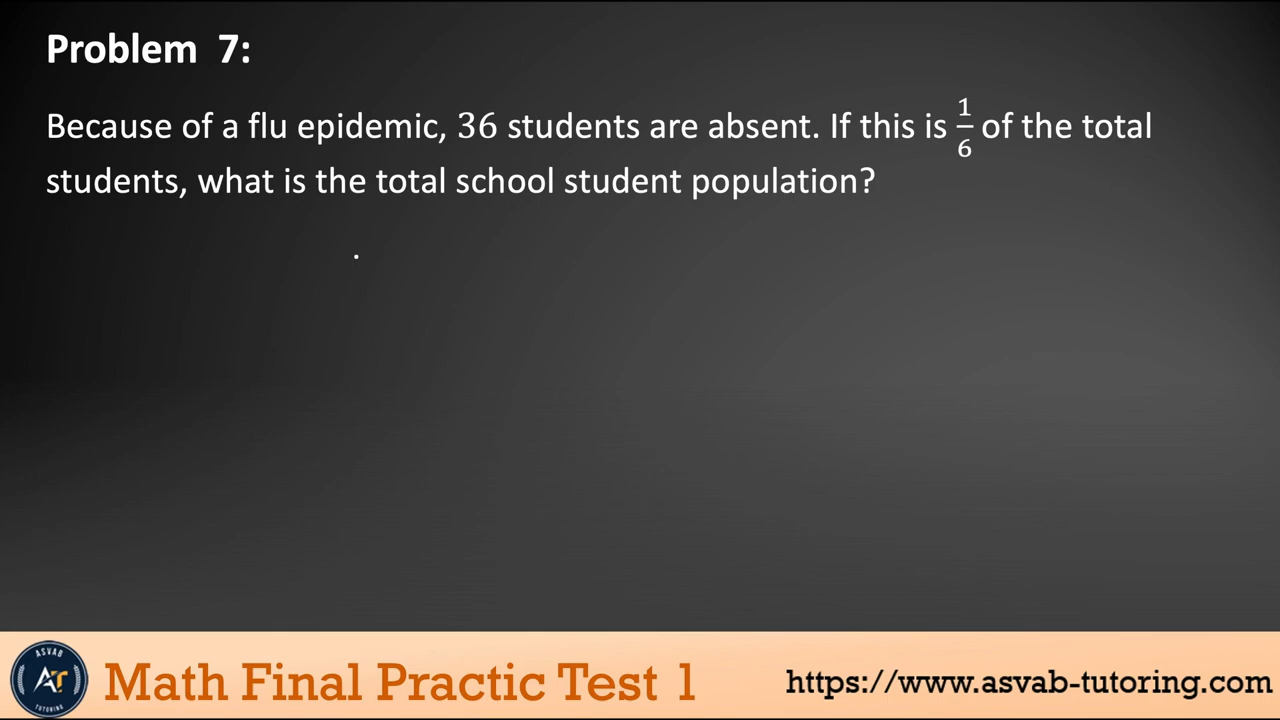 Problem 7:
Because of a flu epidemic, 36 students are absent. If this is 1/6 of the total
students, what is the total school student population?
.
ASVAB
AT
TUTORING
Math Final Practic Test 1
https://www.asvab-tutoring.com